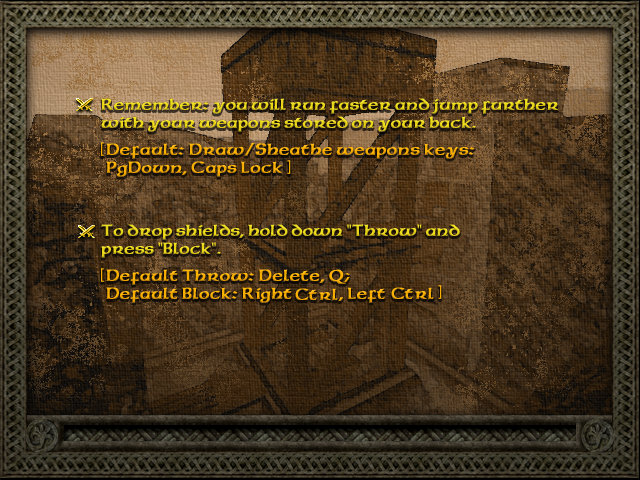 Remember: you will run faster and jump further
with your weapons stored on your back.
[Default: Draw/Sheathe weapons keys:
PgDown, Caps Lock ]
To drop shields, hold down "Throw" and
press "Block".
[Default Throw: Delete, Q;
Default Block: Right Ctrl, Left Ctrl ]